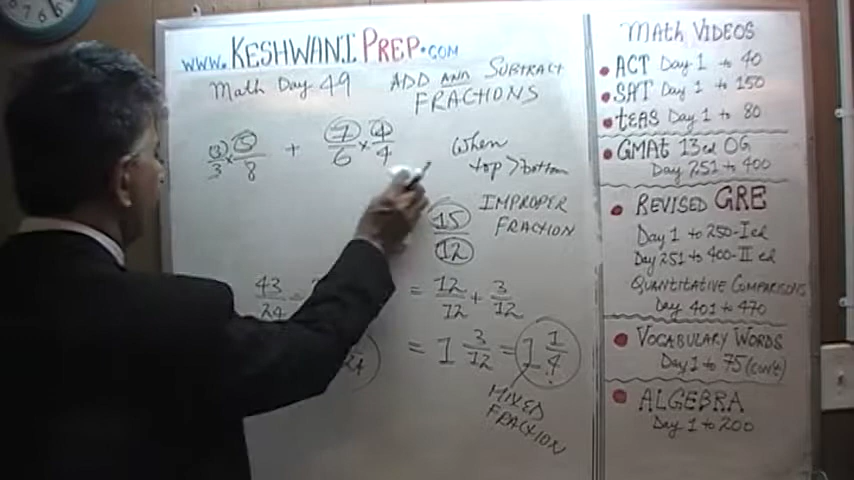 www. KESHWANI PREP.com
Math Day 49
ADD AND SUBTRACT
FRACTIONS
3/3 × 5/8 +
/6 × 4/4
When
top > bottom
15/12
IMPROPER
FRACTION
43/24
= 12/12 + 3/12
24
= 1 3/12 = 1 1/4
MIXED
FRACTION
MATH VIDEOS
• ACT Day 1 to 40
• SAT Day 1 to 150
• tEAS Day 1 to 80
• GMAt 13 ed OG
Day 251 to 400
• REVISED GRE
Day 1 to 250-I ed
Day 251 to 400-II ed
QUANTITATIVE COMPARISONS
Day 401 to 470
• VOCABULARY WORDS
Day 1 to 75 (con't)
• ALGEBRA
Day 1 to 200